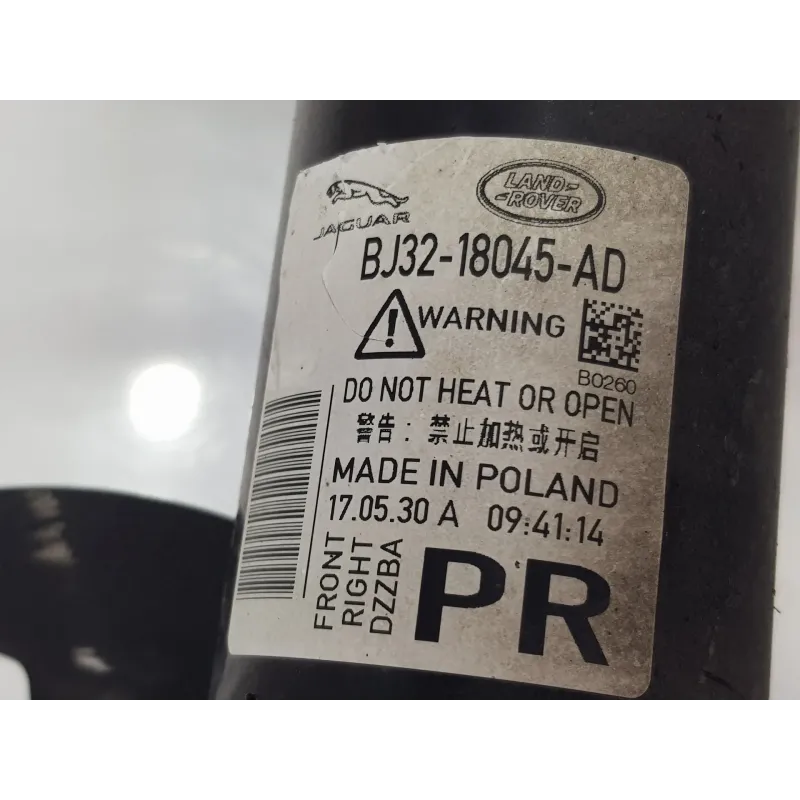 JAGUAR
LAND-
-ROVER
BJ32-18045-AD
WARNING
B0260
DO NOT HEAT OR OPEN
警告：禁止加热或开启
MADE IN POLAND
17.05.30 A 09:41:14
FRONT
RIGHT
DZZBA
PR